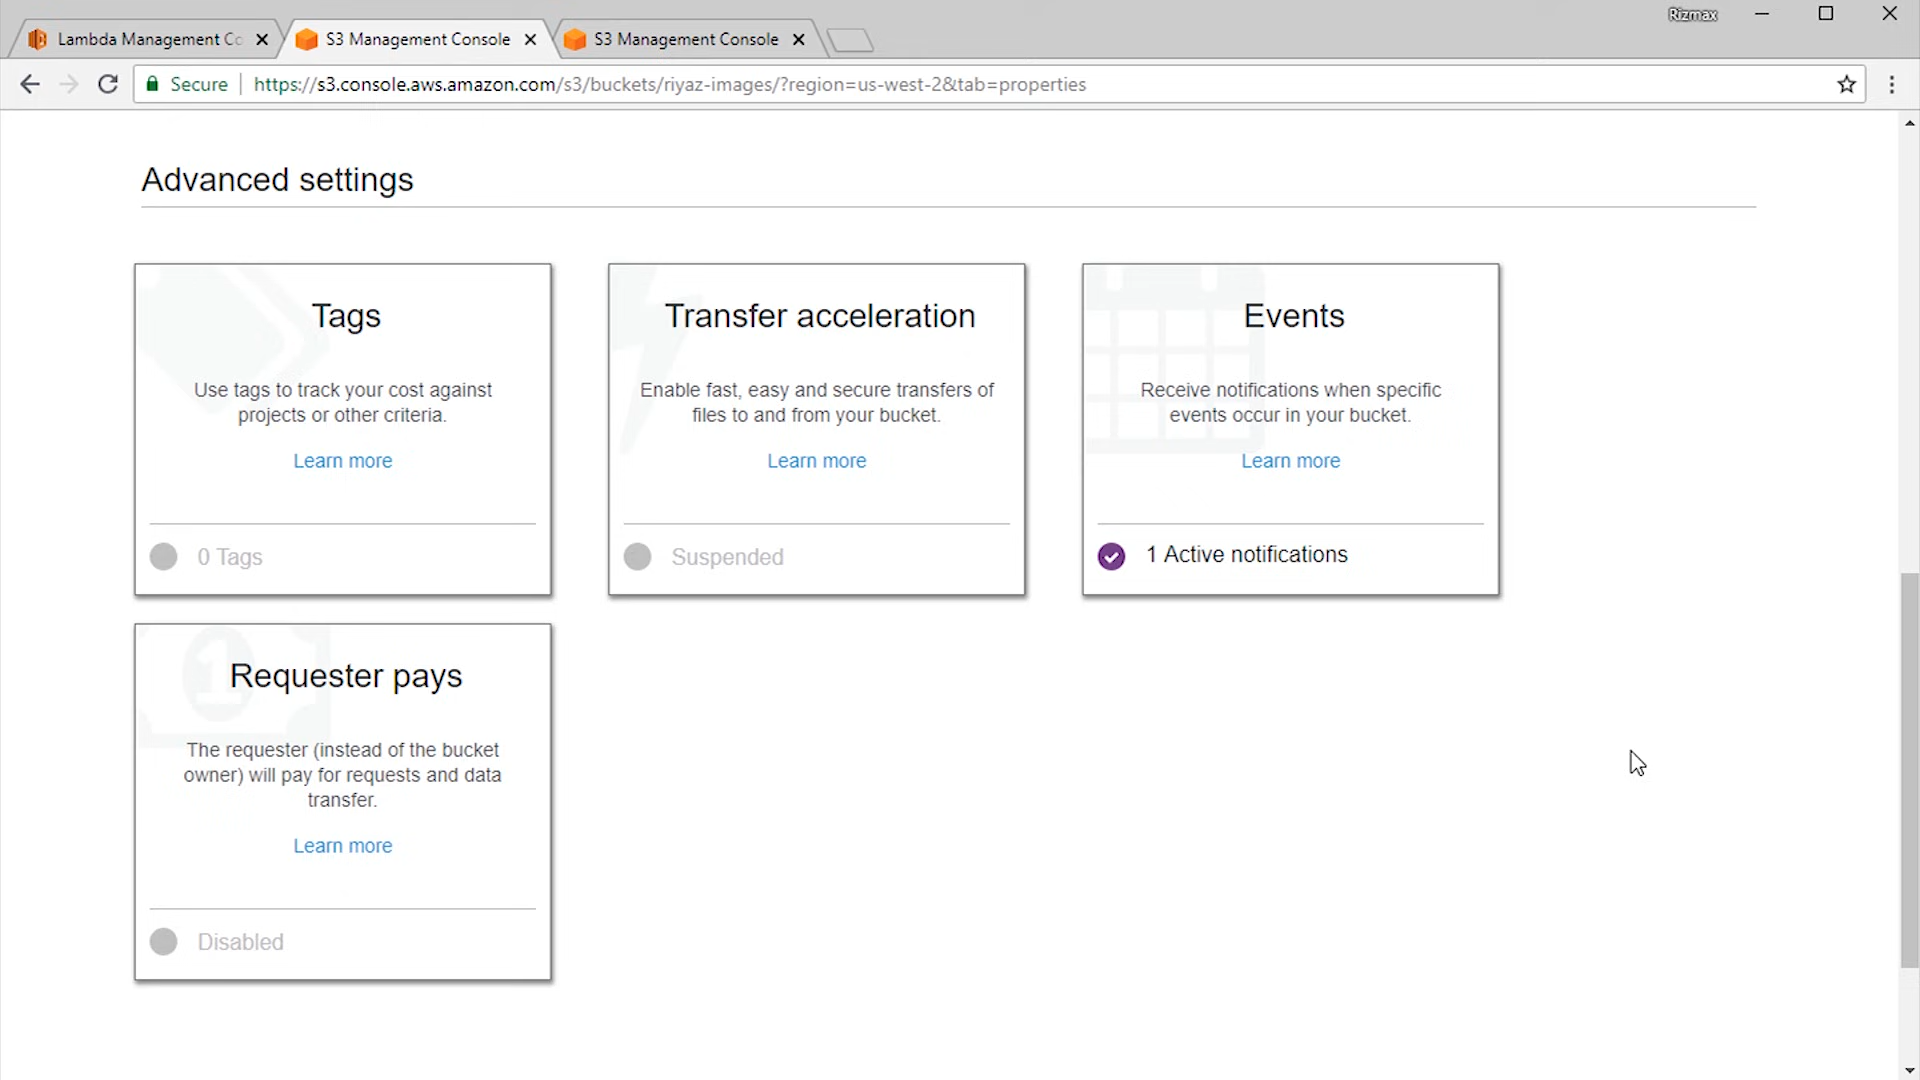 Rizmax
Lambda Management Co
S3 Management Console
S3 Management Console
Secure
https://s3.console.aws.amazon.com/s3/buckets/riyaz-images/?region=us-west-2&tab=properties
Advanced settings
Tags
Use tags to track your cost against
projects or other criteria.
Learn more
0 Tags
Transfer acceleration
Enable fast, easy and secure transfers of
files to and from your bucket.
Learn more
Suspended
Events
Receive notifications when specific
events occur in your bucket.
Learn more
1 Active notifications
Requester pays
The requester (instead of the bucket
owner) will pay for requests and data
transfer.
Learn more
Disabled